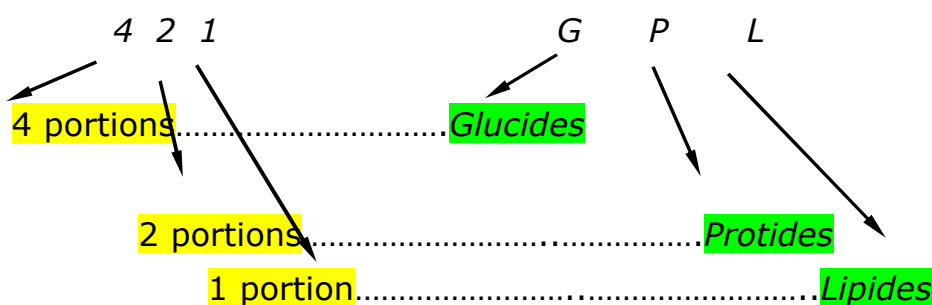 4 2 1 G P L
4 portions………………………….Glucides
2 portions……………………..…………….Protides
1 portion……………………..……………………..Lipides